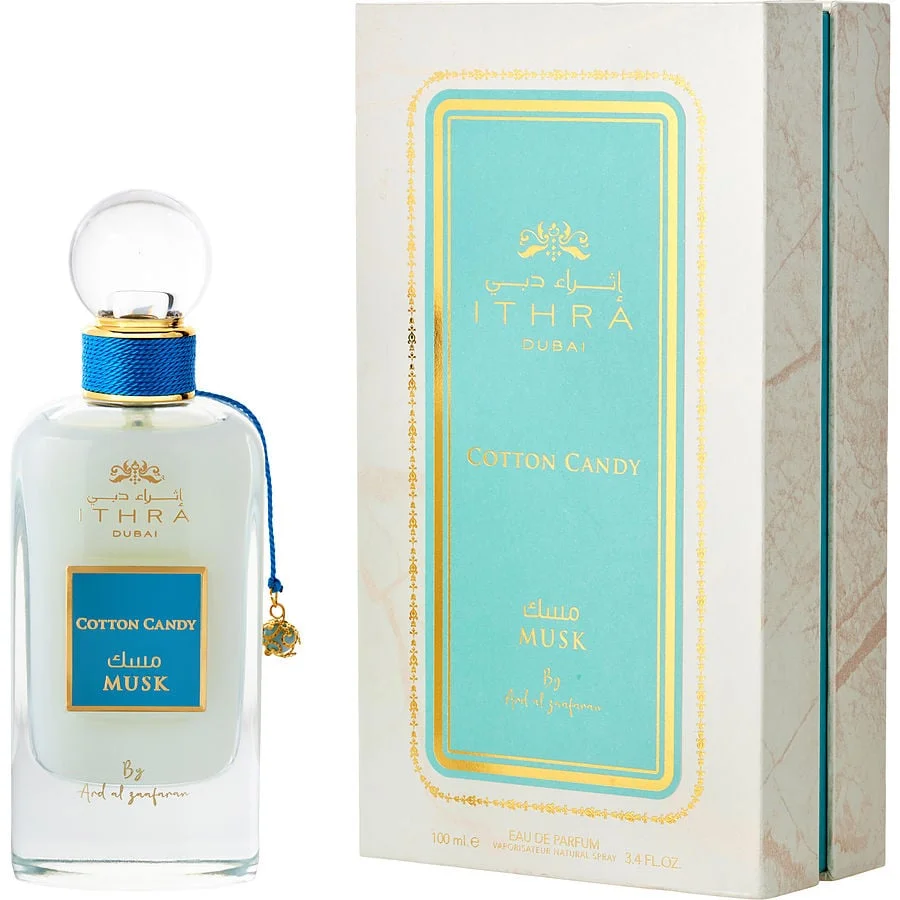 إثراء دبي
ITHRA
DUBAI
COTTON CANDY
مسك
MUSK
By
Ard al zaafaran
إثراء دبي
ITHRA
DUBAI
COTTON CANDY
مسك
MUSK
By
Ard al zaafaran
100 ml. e
EAU DE PARFUM
VAPORISATEUR NATURAL SPRAY
3.4 FL.OZ.